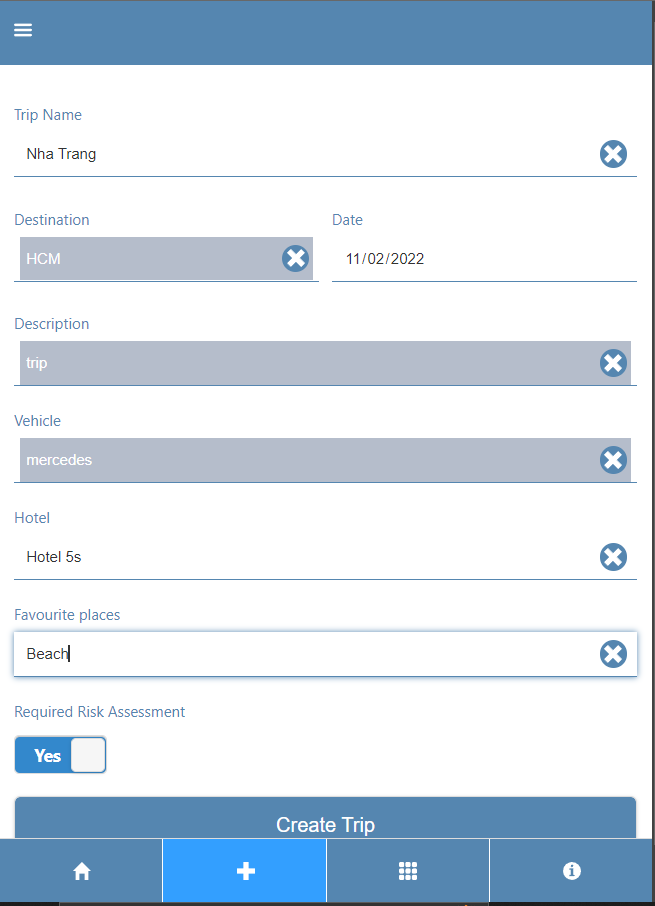 Trip Name
Nha Trang
Destination Date
HCM 11/02/2022
Description
trip
Vehicle
mercedes
Hotel
Hotel 5s
Favourite places
Beach
Required Risk Assessment
Yes
Create Trip